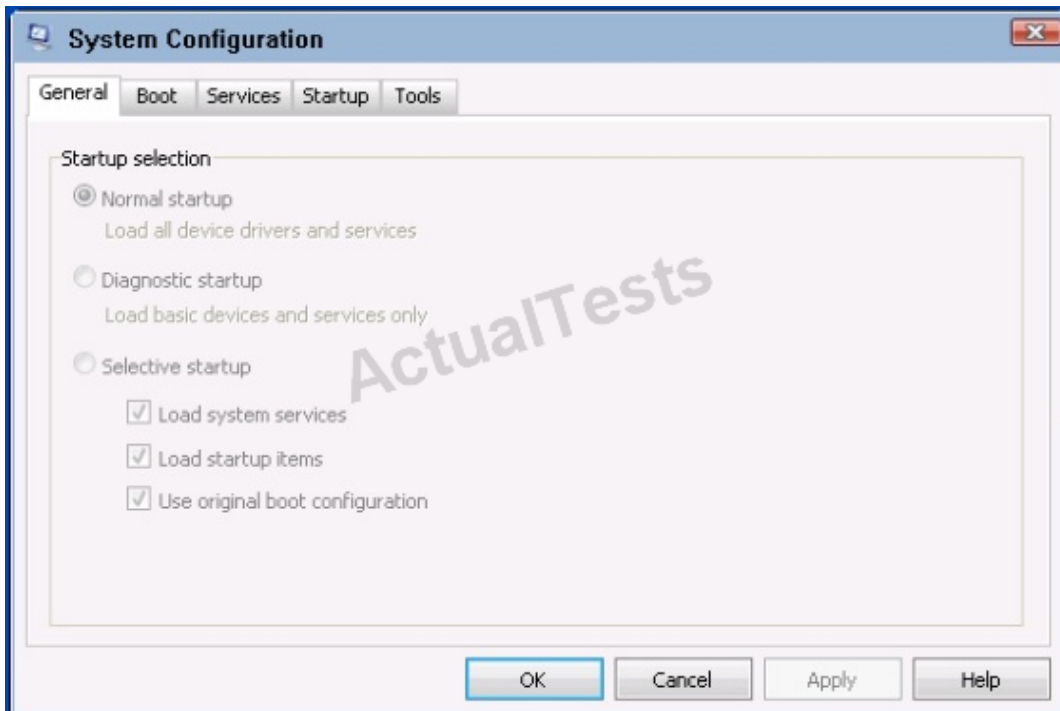 System Configuration
General Boot Services Startup Tools
Startup selection
Normal startup
Load all device drivers and services
Diagnostic startup
Load basic devices and services only
Selective startup
Load system services
Load startup items
Use original boot configuration
ActualTests
OK Cancel Apply Help